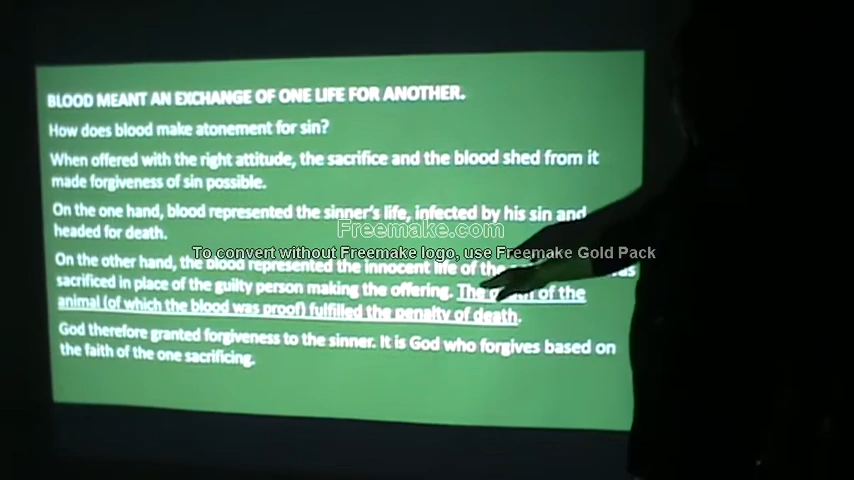 BLOOD MEANT AN EXCHANGE OF ONE LIFE FOR ANOTHER.
How does blood make atonement for sin?
When offered with the right attitude, the sacrifice and the blood shed from it
made forgiveness of sin possible.
On the one hand, blood represented the sinner's life, infected by his sin and
Freemake.com
headed for death.
To convert without Freemake logo, use Freemake Gold Pack
On the other hand, the blood represented the innocent life of the
sacrificed in place of the guilty person making the offering. The of the
animal (of which the blood was proof) fulfilled the penalty of death.
God therefore granted forgiveness to the sinner. It is God who forgives based on
the faith of the one sacrificing.